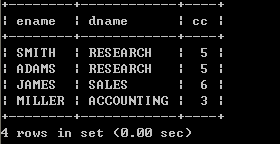 ename | dname | cc
SMITH | RESEARCH | 5
ADAMS | RESEARCH | 5
JAMES | SALES | 6
MILLER | ACCOUNTING | 3
4 rows in set (0.00 sec)